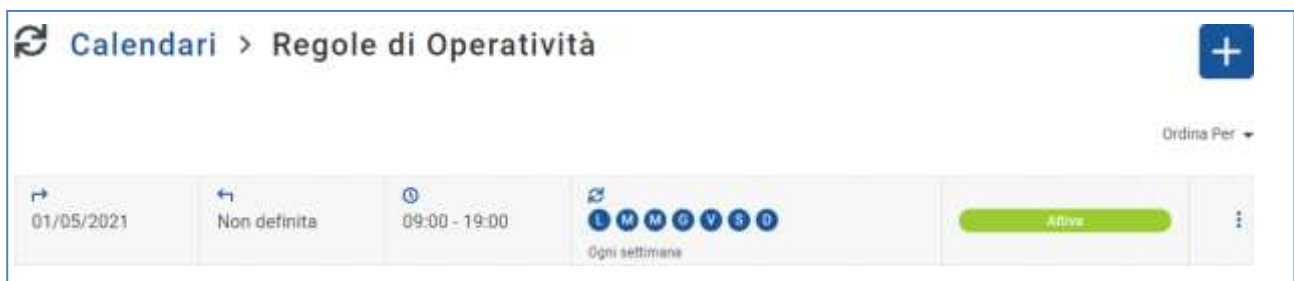 Calendari > Regole di Operatività
Ordina Per
01/05/2021
Non definita
09:00 - 19:00
L M M G V S D
Ogni settimana
Attiva